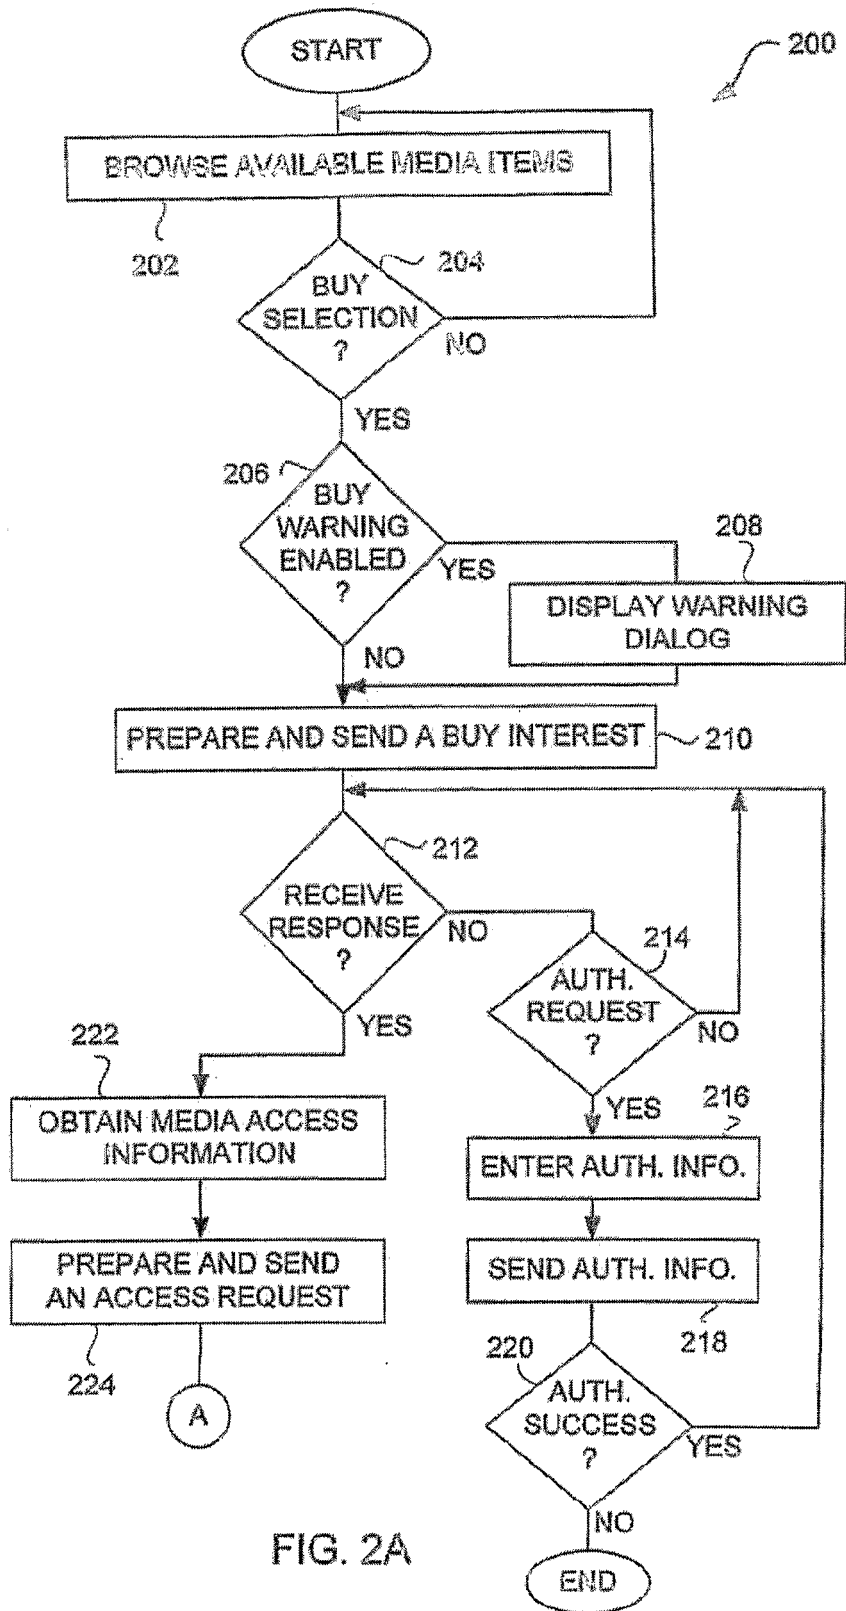 START
200
BROWSE AVAILABLE MEDIA ITEMS
202
204
BUY
SELECTION
?
NO
YES
206
BUY
WARNING
ENABLED
?
YES
208
DISPLAY WARNING
DIALOG
NO
PREPARE AND SEND A BUY INTEREST
210
212
RECEIVE
RESPONSE
?
NO
214
AUTH.
REQUEST
?
NO
YES
YES
222
216
OBTAIN MEDIA ACCESS
INFORMATION
ENTER AUTH. INFO.
PREPARE AND SEND
AN ACCESS REQUEST
SEND AUTH. INFO.
218
224
220
A
AUTH.
SUCCESS
?
YES
NO
FIG. 2A
END